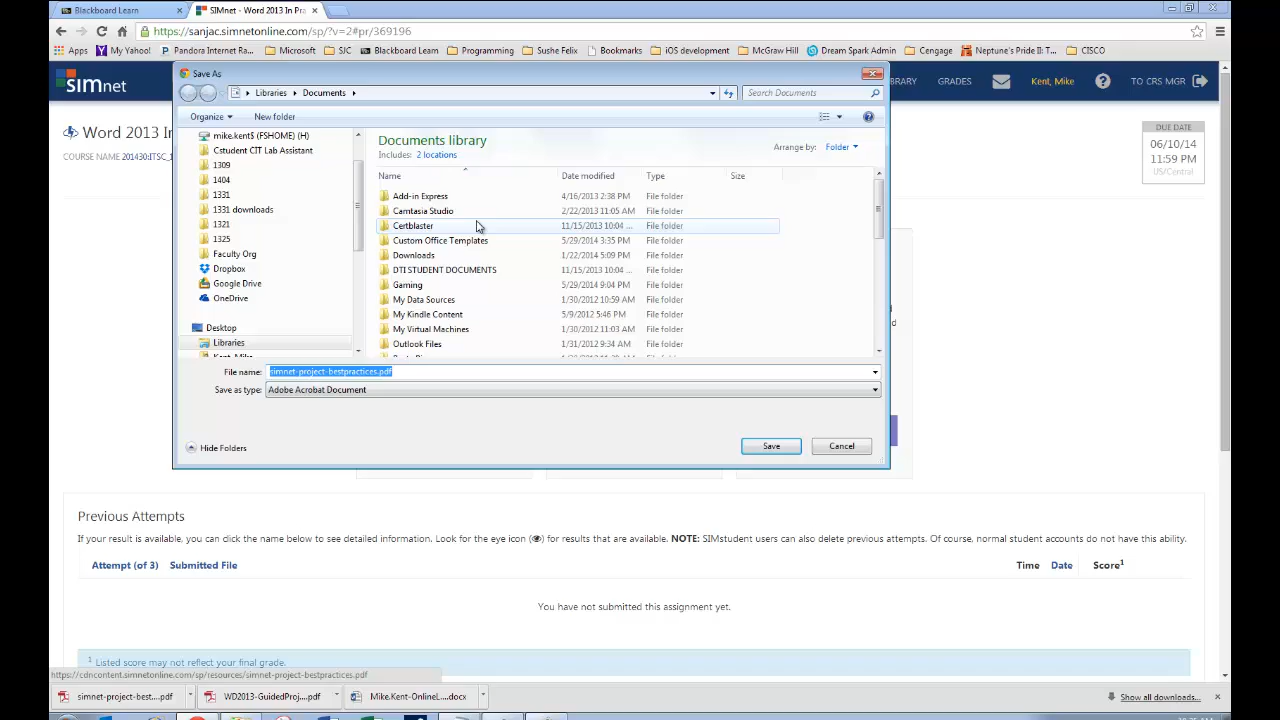 Blackboard Learn × SIMnet - Word 2013 In Pra ×
https://sanjac.simnetonline.com/sp/?v=2#pr/369196
Apps My Yahoo! Pandora Internet Ra Microsoft SJC Blackboard Learn Programming Sushe Felix Bookmarks iOS development McGraw Hill Dream Spark Admin Cengage Neptune's Pride II: T... CISCO
simnet BRARY GRADES Kent, Mike ? TO CRS MGR
Save As
Libraries Documents Search Documents
Organize New folder
Word 2013 In
COURSE NAME 201430:ITSC_1
DUE DATE
06/10/14
11:59 PM
US/Central
mike.kent$ (FSHOME) (H)
Cstudent CIT Lab Assistant
1309
1404
1331
1331 downloads
1321
1325
Faculty Org
Dropbox
Google Drive
OneDrive
Desktop
Libraries
Kent, Mike
Documents library
Includes: 2 locations
Arrange by: Folder
Name Date modified Type Size
Add-in Express 4/16/2013 2:38 PM File folder
Camtasia Studio 2/22/2013 11:05 AM File folder
Certblaster 11/15/2013 10:04 ... File folder
Custom Office Templates 5/29/2014 3:35 PM File folder
Downloads 1/22/2014 5:09 PM File folder
DTI STUDENT DOCUMENTS 11/15/2013 10:04 ... File folder
Gaming 5/29/2014 9:04 PM File folder
My Data Sources 1/30/2012 10:59 AM File folder
My Kindle Content 5/9/2012 5:46 PM File folder
My Virtual Machines 1/30/2012 11:03 AM File folder
Outlook Files 1/31/2012 9:34 AM File folder
File name: simnet-project-bestpractices.pdf
Save as type: Adobe Acrobat Document
Hide Folders Save Cancel
Previous Attempts
If your result is available, you can click the name below to see detailed information. Look for the eye icon (👁) for results that are available. NOTE: SIMstudent users can also delete previous attempts. Of course, normal student accounts do not have this ability.
Attempt (of 3) Submitted File Time Date Score1
You have not submitted this assignment yet.
1 Listed score may not reflect your final grade.
https://cdncontent.simnetonline.com/sp/resources/simnet-project-bestpractices.pdf
simnet-project-best....pdf WD2013-GuidedProj....pdf Mike.Kent-OnlineL....docx Show all downloads...